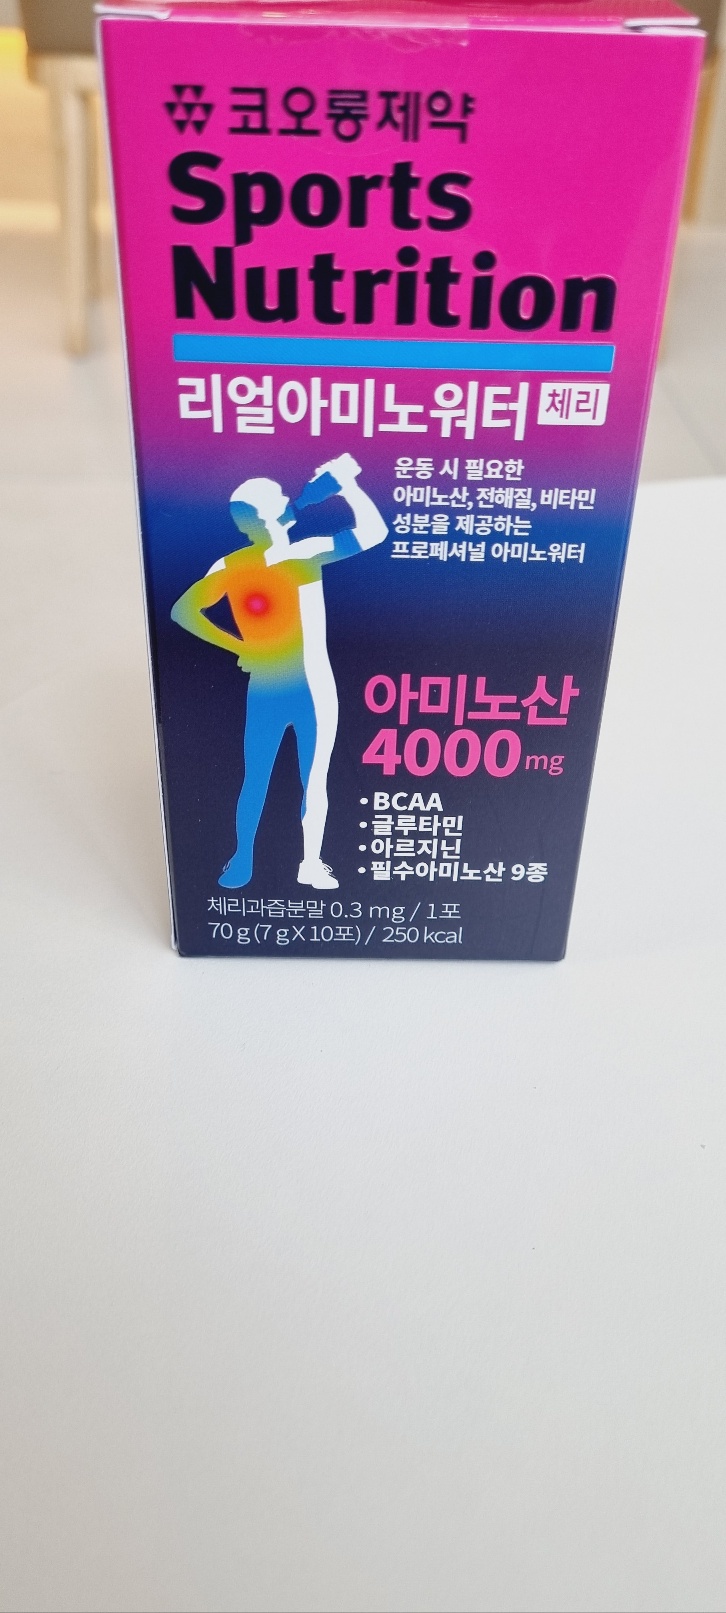 코오롱제약
Sports
Nutrition
리얼아미노워터 체리
운동 시 필요한
아미노산, 전해질, 비타민
성분을 제공하는
프로페셔널 아미노워터
아미노산
4000mg
•BCAA
•글루타민
•아르지닌
•필수아미노산 9종
체리과즙분말 0.3 mg / 1포
70 g (7 g X 10포) / 250 kcal